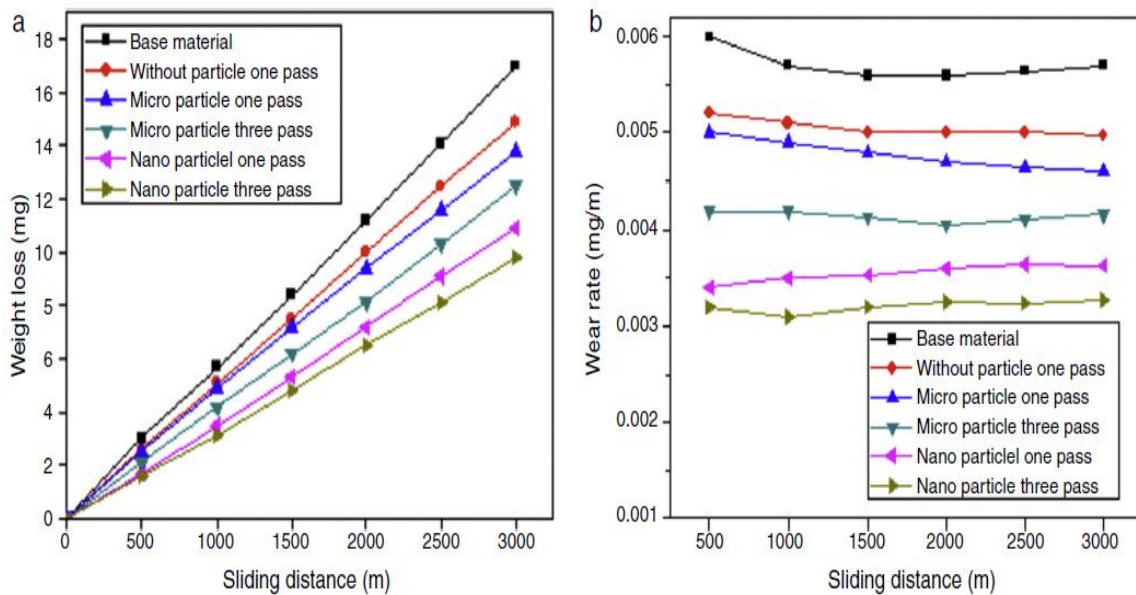 a
Weight loss (mg)
18
16
14
12
10
5
6
4
2
0
Base material
Without particle one pass
Micro particle one pass
Micro particle three pass
Nano particlel one pass
Nano particle three pass
0 500 1000 1500 2000 2500 3000
Sliding distance (m)
b
Wear rate (mg/m)
0.006
0.005
0.004
0.003
0.002
0.001
Base material
Without particle one pass
Micro particle one pass
Micro particle three pass
Nano particlel one pass
Nano particle three pass
500 1000 1500 2000 2500 3000
Sliding distance (m)